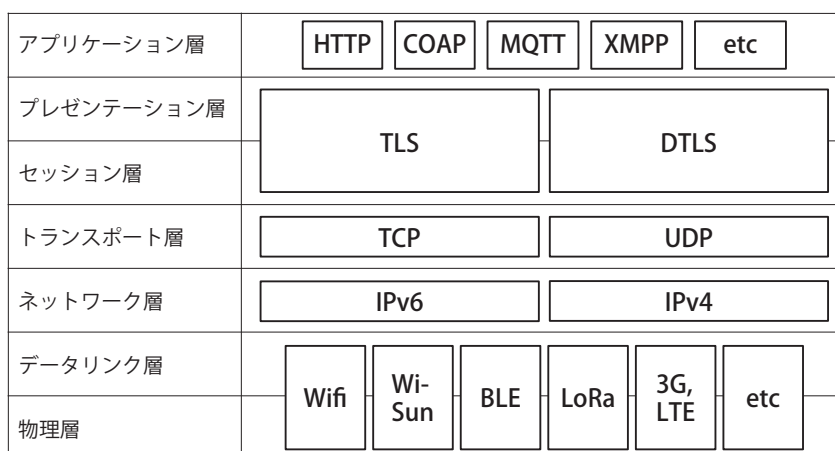 アプリケーション層
HTTP COAP MQTT XMPP etc
プレゼンテーション層
TLS DTLS
セッション層
トランスポート層
TCP UDP
ネットワーク層
IPv6 IPv4
データリンク層
Wifi Wi-
Sun BLE LoRa 3G,
LTE etc
物理層